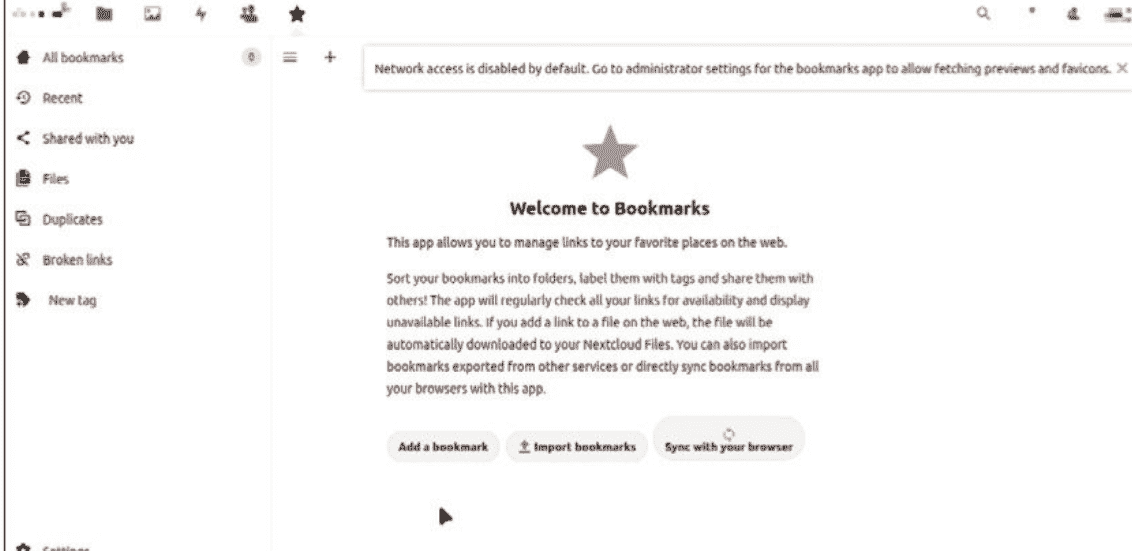 All bookmarks 0
Network access is disabled by default. Go to administrator settings for the bookmarks app to allow fetching previews and favicons.
Recent
Shared with you
Files
Duplicates
Broken links
New tag
Welcome to Bookmarks
This app allows you to manage links to your favorite places on the web.
Sort your bookmarks into folders, label them with tags and share them with
others! The app will regularly check all your links for availability and display
unavailable links. If you add a link to a file on the web, the file will be
automatically downloaded to your Nextcloud Files. You can also import
bookmarks exported from other services or directly sync bookmarks from all
your browsers with this app.
Add a bookmark
Import bookmarks
Sync with your browser
Settings